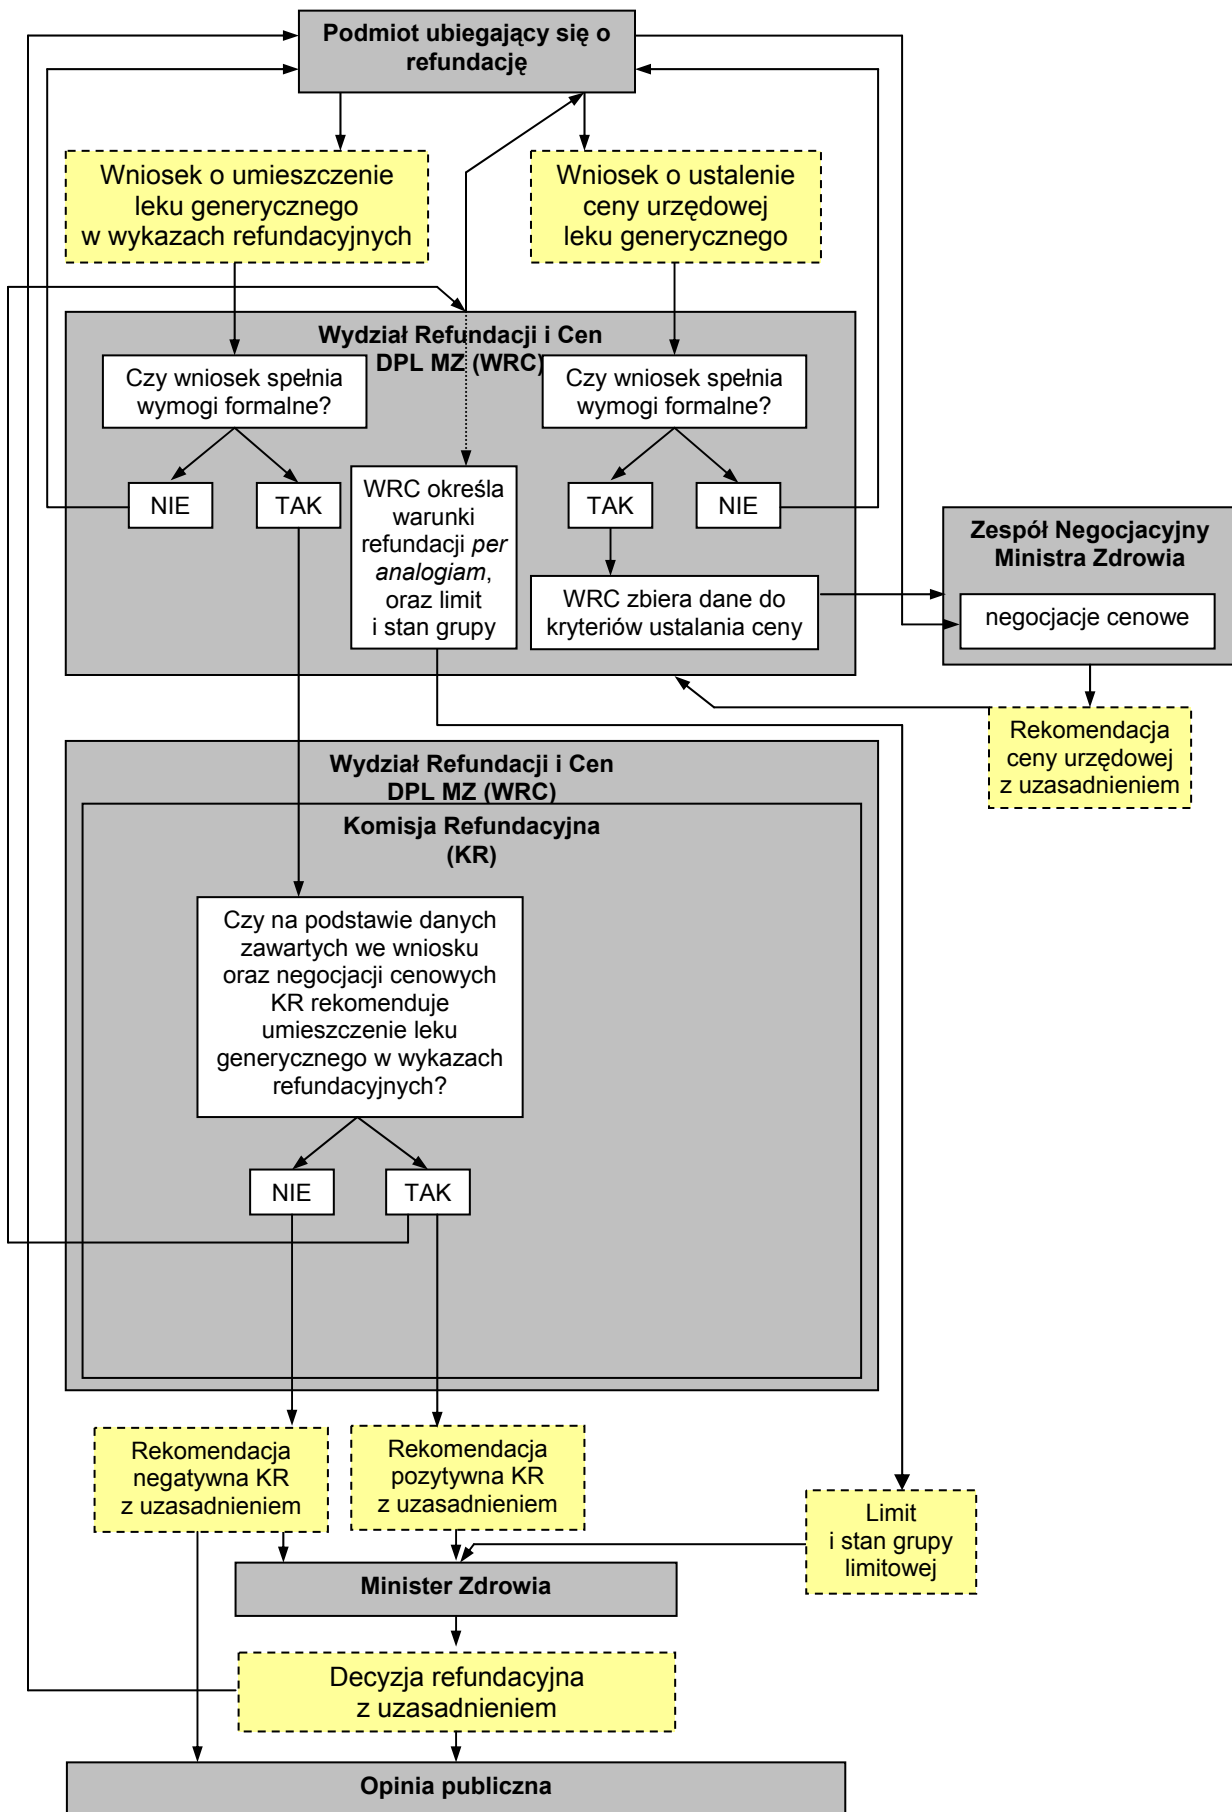 Podmiot ubiegający się o
refundację
Wniosek o umieszczenie
leku generycznego
w wykazach refundacyjnych
Wniosek o ustalenie
ceny urzędowej
leku generycznego
Wydział Refundacji i Cen
DPL MZ (WRC)
Czy wniosek spełnia
wymogi formalne?
NIE
TAK
WRC określa
warunki
refundacji per
analogiam,
oraz limit
i stan grupy
Czy wniosek spełnia
wymogi formalne?
TAK
NIE
WRC zbiera dane do
kryteriów ustalania ceny
Zespół Negocjacyjny
Ministra Zdrowia
negocjacje cenowe
Rekomendacja
ceny urzędowej
z uzasadnieniem
Wydział Refundacji i Cen
DPL MZ (WRC)
Komisja Refundacyjna
(KR)
Czy na podstawie danych
zawartych we wniosku
oraz negocjacji cenowych
KR rekomenduje
umieszczenie leku
generycznego w wykazach
refundacyjnych?
NIE
TAK
Rekomendacja
negatywna KR
z uzasadnieniem
Rekomendacja
pozytywna KR
z uzasadnieniem
Limit
i stan grupy
limitowej
Minister Zdrowia
Decyzja refundacyjna
z uzasadnieniem
Opinia publiczna